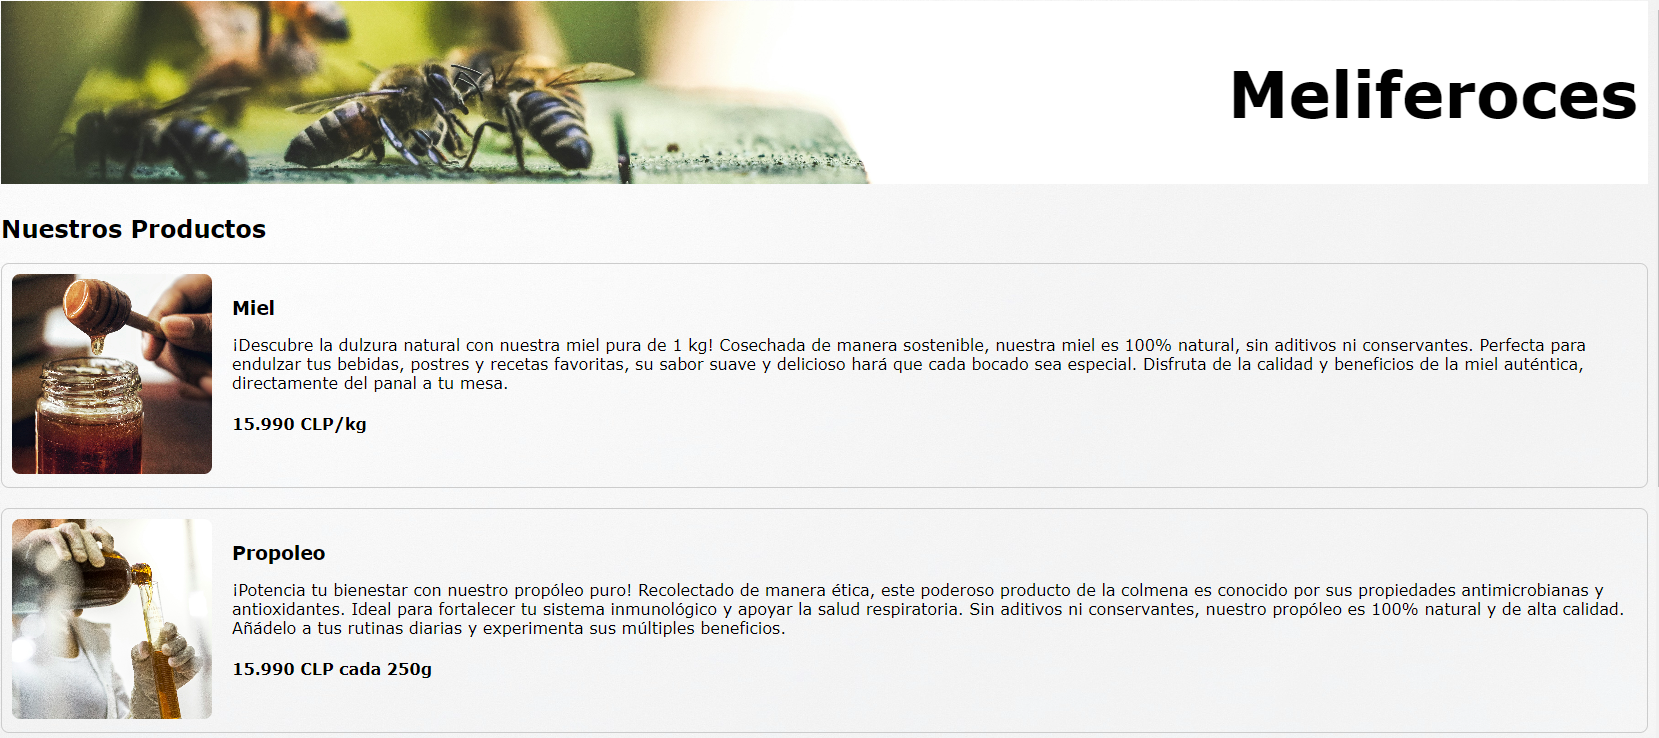 Meliferoces
Nuestros Productos
Miel
¡Descubre la dulzura natural con nuestra miel pura de 1 kg! Cosechada de manera sostenible, nuestra miel es 100% natural, sin aditivos ni conservantes. Perfecta para
endulzar tus bebidas, postres y recetas favoritas, su sabor suave y delicioso hará que cada bocado sea especial. Disfruta de la calidad y beneficios de la miel auténtica,
directamente del panal a tu mesa.
15.990 CLP/kg
Propoleo
¡Potencia tu bienestar con nuestro propóleo puro! Recolectado de manera ética, este poderoso producto de la colmena es conocido por sus propiedades antimicrobianas y
antioxidantes. Ideal para fortalecer tu sistema inmunológico y apoyar la salud respiratoria. Sin aditivos ni conservantes, nuestro propóleo es 100% natural y de alta calidad.
Añádelo a tus rutinas diarias y experimenta sus múltiples beneficios.
15.990 CLP cada 250g